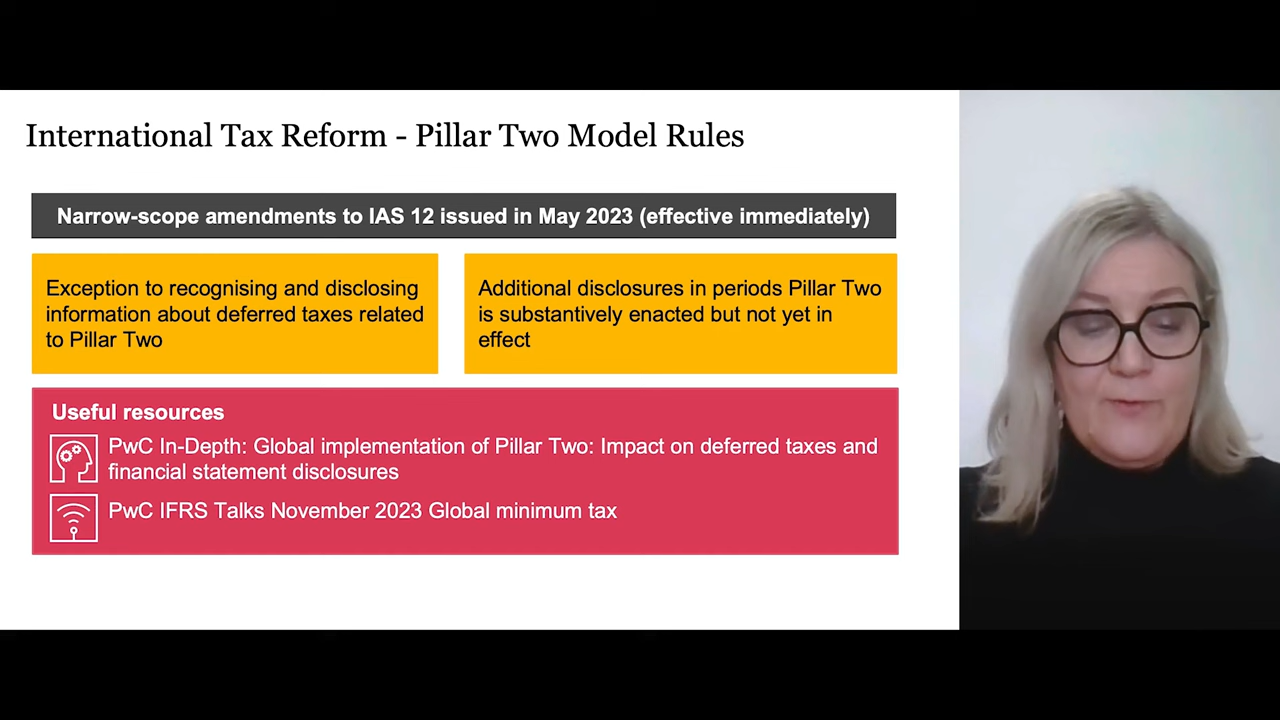 International Tax Reform - Pillar Two Model Rules
Narrow-scope amendments to IAS 12 issued in May 2023 (effective immediately)
Exception to recognising and disclosing
information about deferred taxes related
to Pillar Two
Additional disclosures in periods Pillar Two
is substantively enacted but not yet in
effect
Useful resources
PwC In-Depth: Global implementation of Pillar Two: Impact on deferred taxes and
financial statement disclosures
PwC IFRS Talks November 2023 Global minimum tax